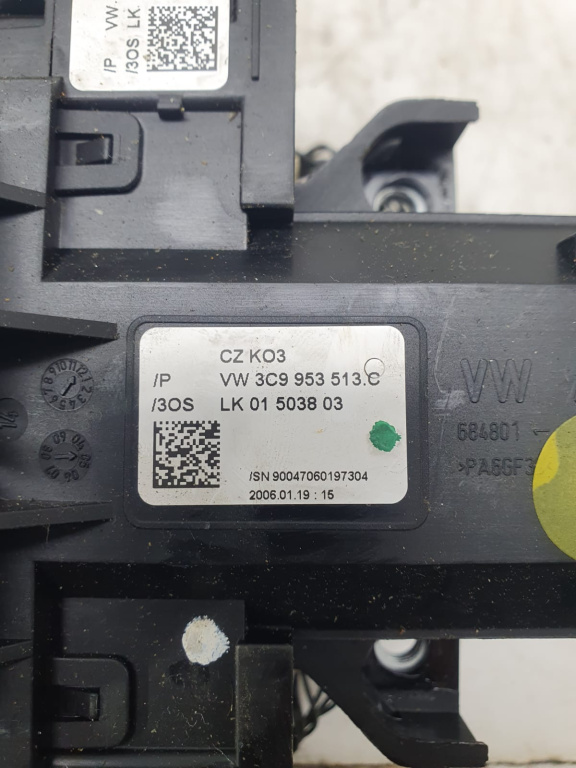 /P VW.
/3OS LK.
CZ KO3
/P VW 3C9 953 513.C
/3OS LK 01 5038 03
/SN 90047060197304
2006.01.19 : 15
VW
684801
>PA6GF3